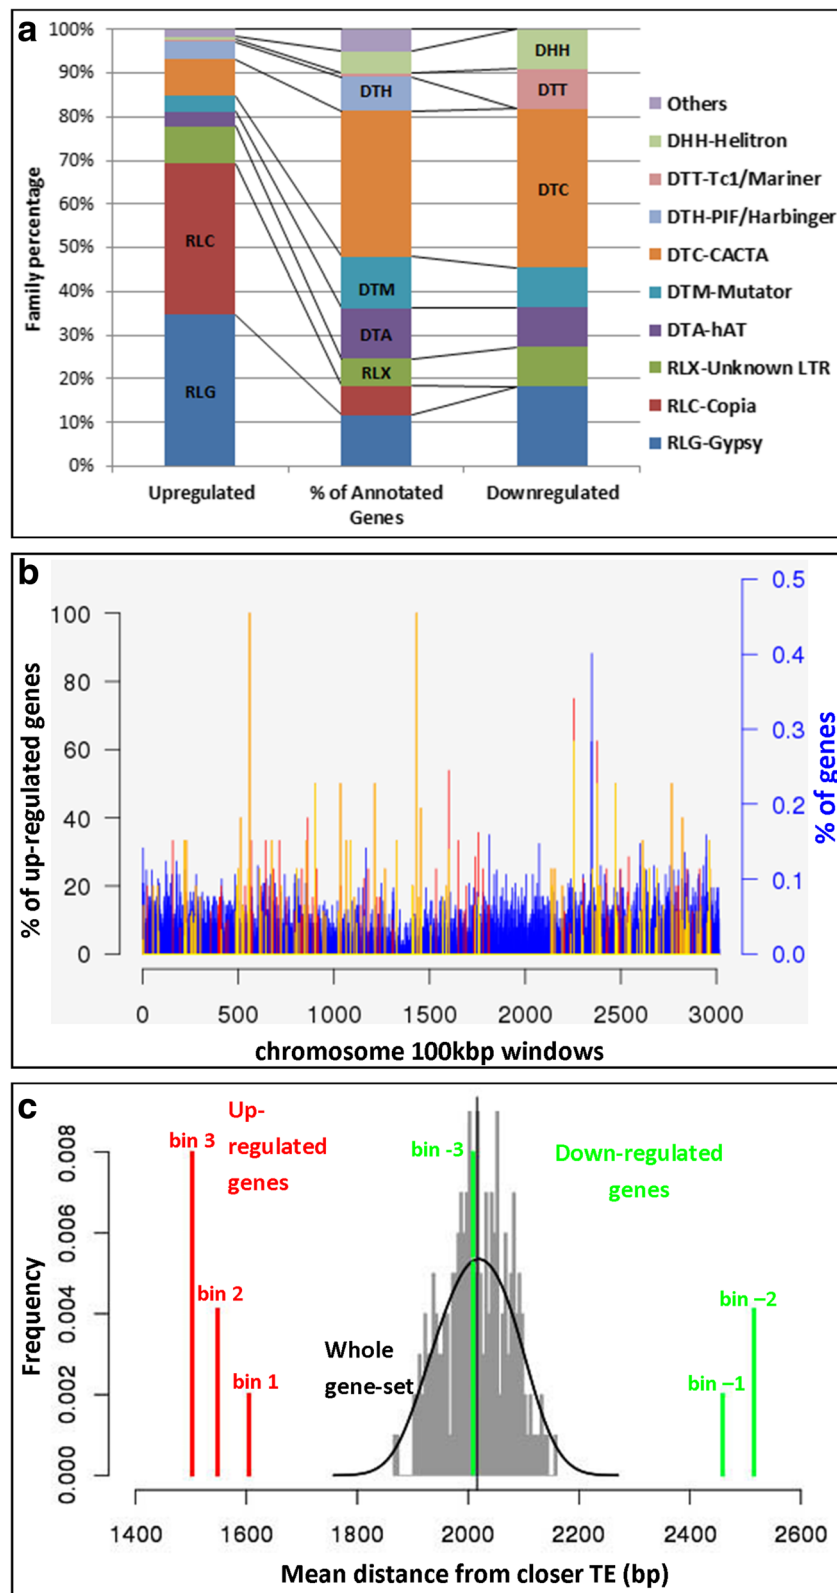 a
100%
90%
80%
70%
60%
50%
40%
30%
20%
10%
0%
Family percentage
RLC
RLG
DTH
DTM
DTA
RLX
DHH
DTT
DTC
Upregulated
% of Annotated
Genes
Downregulated
Others
DHH-Helitron
DTT-Tc1/Mariner
DTH-PIF/Harbinger
DTC-CACTA
DTM-Mutator
DTA-hAT
RLX-Unknown LTR
RLC-Copia
RLG-Gypsy
b
100
80
60
40
20
0
% of up-regulated genes
0.5
0.4
0.3
0.2
0.1
0.0
% of genes
0 500 1000 1500 2000 2500 3000
chromosome 100kbp windows
c
Up-
regulated
genes
bin 3
bin 2
bin 1
bin -3
Down-regulated
genes
bin –2
bin –1
Whole
gene-set
0.008
0.006
0.004
0.002
0.000
Frequency
1400 1600 1800 2000 2200 2400 2600
Mean distance from closer TE (bp)